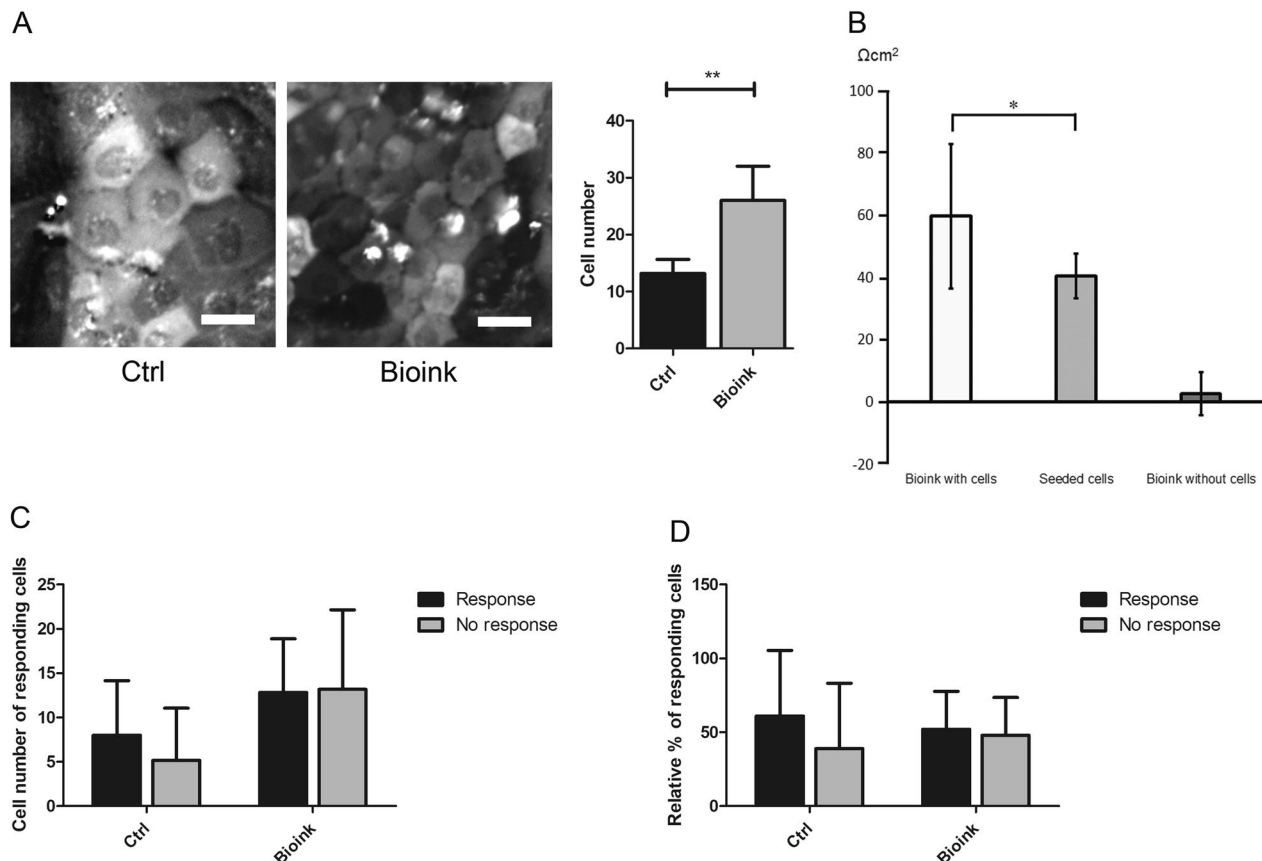 A
Ctrl
Bioink
**
Cell number
40
30
20
10
0
Ctrl
Bioink
B
Ωcm²
100
80
60
40
20
0
-20
*
Bioink with cells
Seeded cells
Bioink without cells
C
Cell number of responding cells
25
20
15
10
5
0
Ctrl
Bioink
Response
No response
D
Relative % of responding cells
150
100
50
0
Ctrl
Bioink
Response
No response